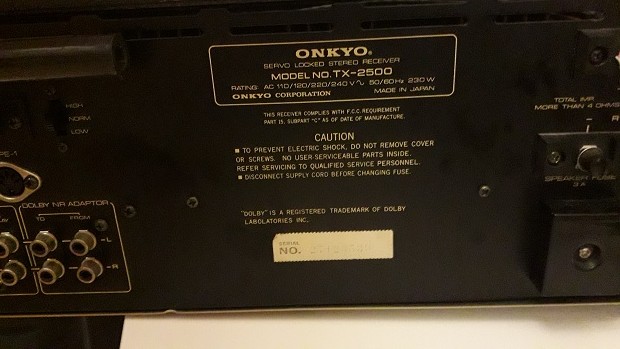 ONKYO®
SERVO LOCKED STEREO RECEIVER
MODEL NO. TX-2500
RATING: AC 110/120/220/240 V ∿ 50/60 Hz 230 W
ONKYO CORPORATION MADE IN JAPAN
THIS RECEIVER COMPLIES WITH F.C.C. REQUIREMENT
PART 15, SUBPART "C" AS OF DATE OF MANUFACTURE.
CAUTION
■ TO PREVENT ELECTRIC SHOCK, DO NOT REMOVE COVER
OR SCREWS. NO USER-SERVICEABLE PARTS INSIDE.
REFER SERVICING TO QUALIFIED SERVICE PERSONNEL.
■ DISCONNECT SUPPLY CORD BEFORE CHANGING FUSE.
"DOLBY" IS A REGISTERED TRADEMARK OF DOLBY
LABOLATORIES INC.
SERIAL
NO.
HIGH
NORM
LOW
DOLBY NR ADAPTOR
TO FROM
L
R
TOTAL IMP.
MORE THAN 4 OHMS
R
SPEAKER FUSE
3 A